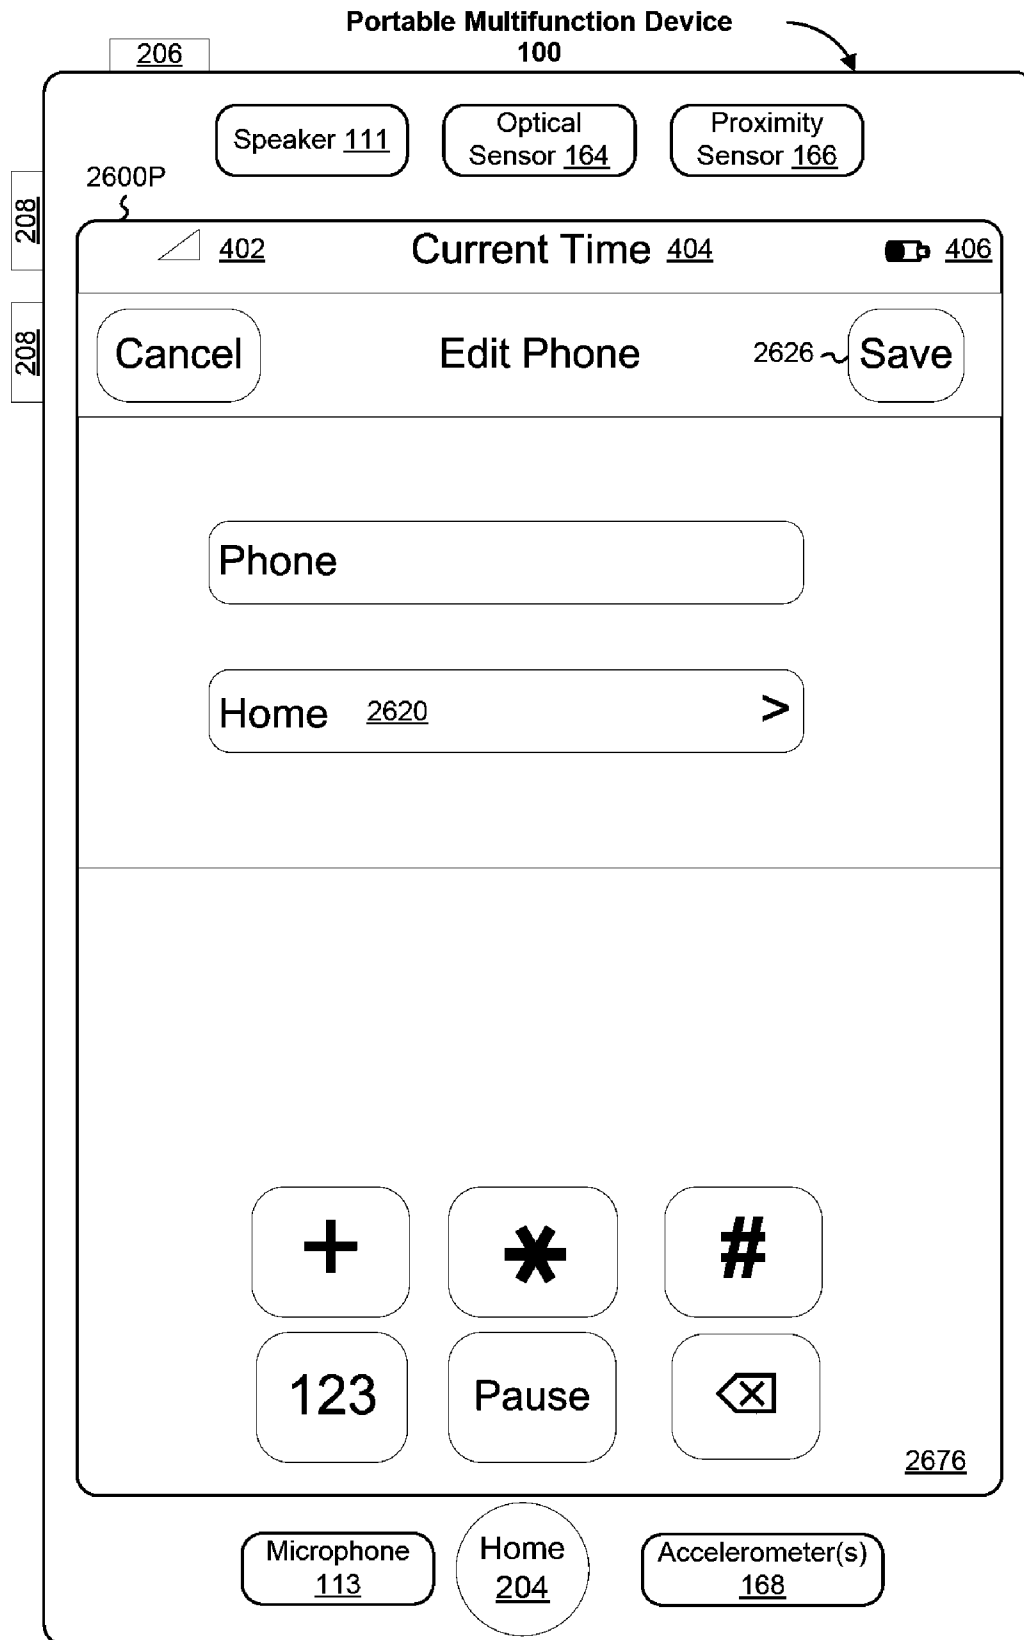 Portable Multifunction Device
100
206
Speaker 111
Optical
Sensor 164
Proximity
Sensor 166
2600P
208
402
Current Time 404
406
208
Cancel
Edit Phone
2626
Save
Phone
Home 2620 >
+
*
#
123
Pause
2676
Microphone
113
Home
204
Accelerometer(s)
168